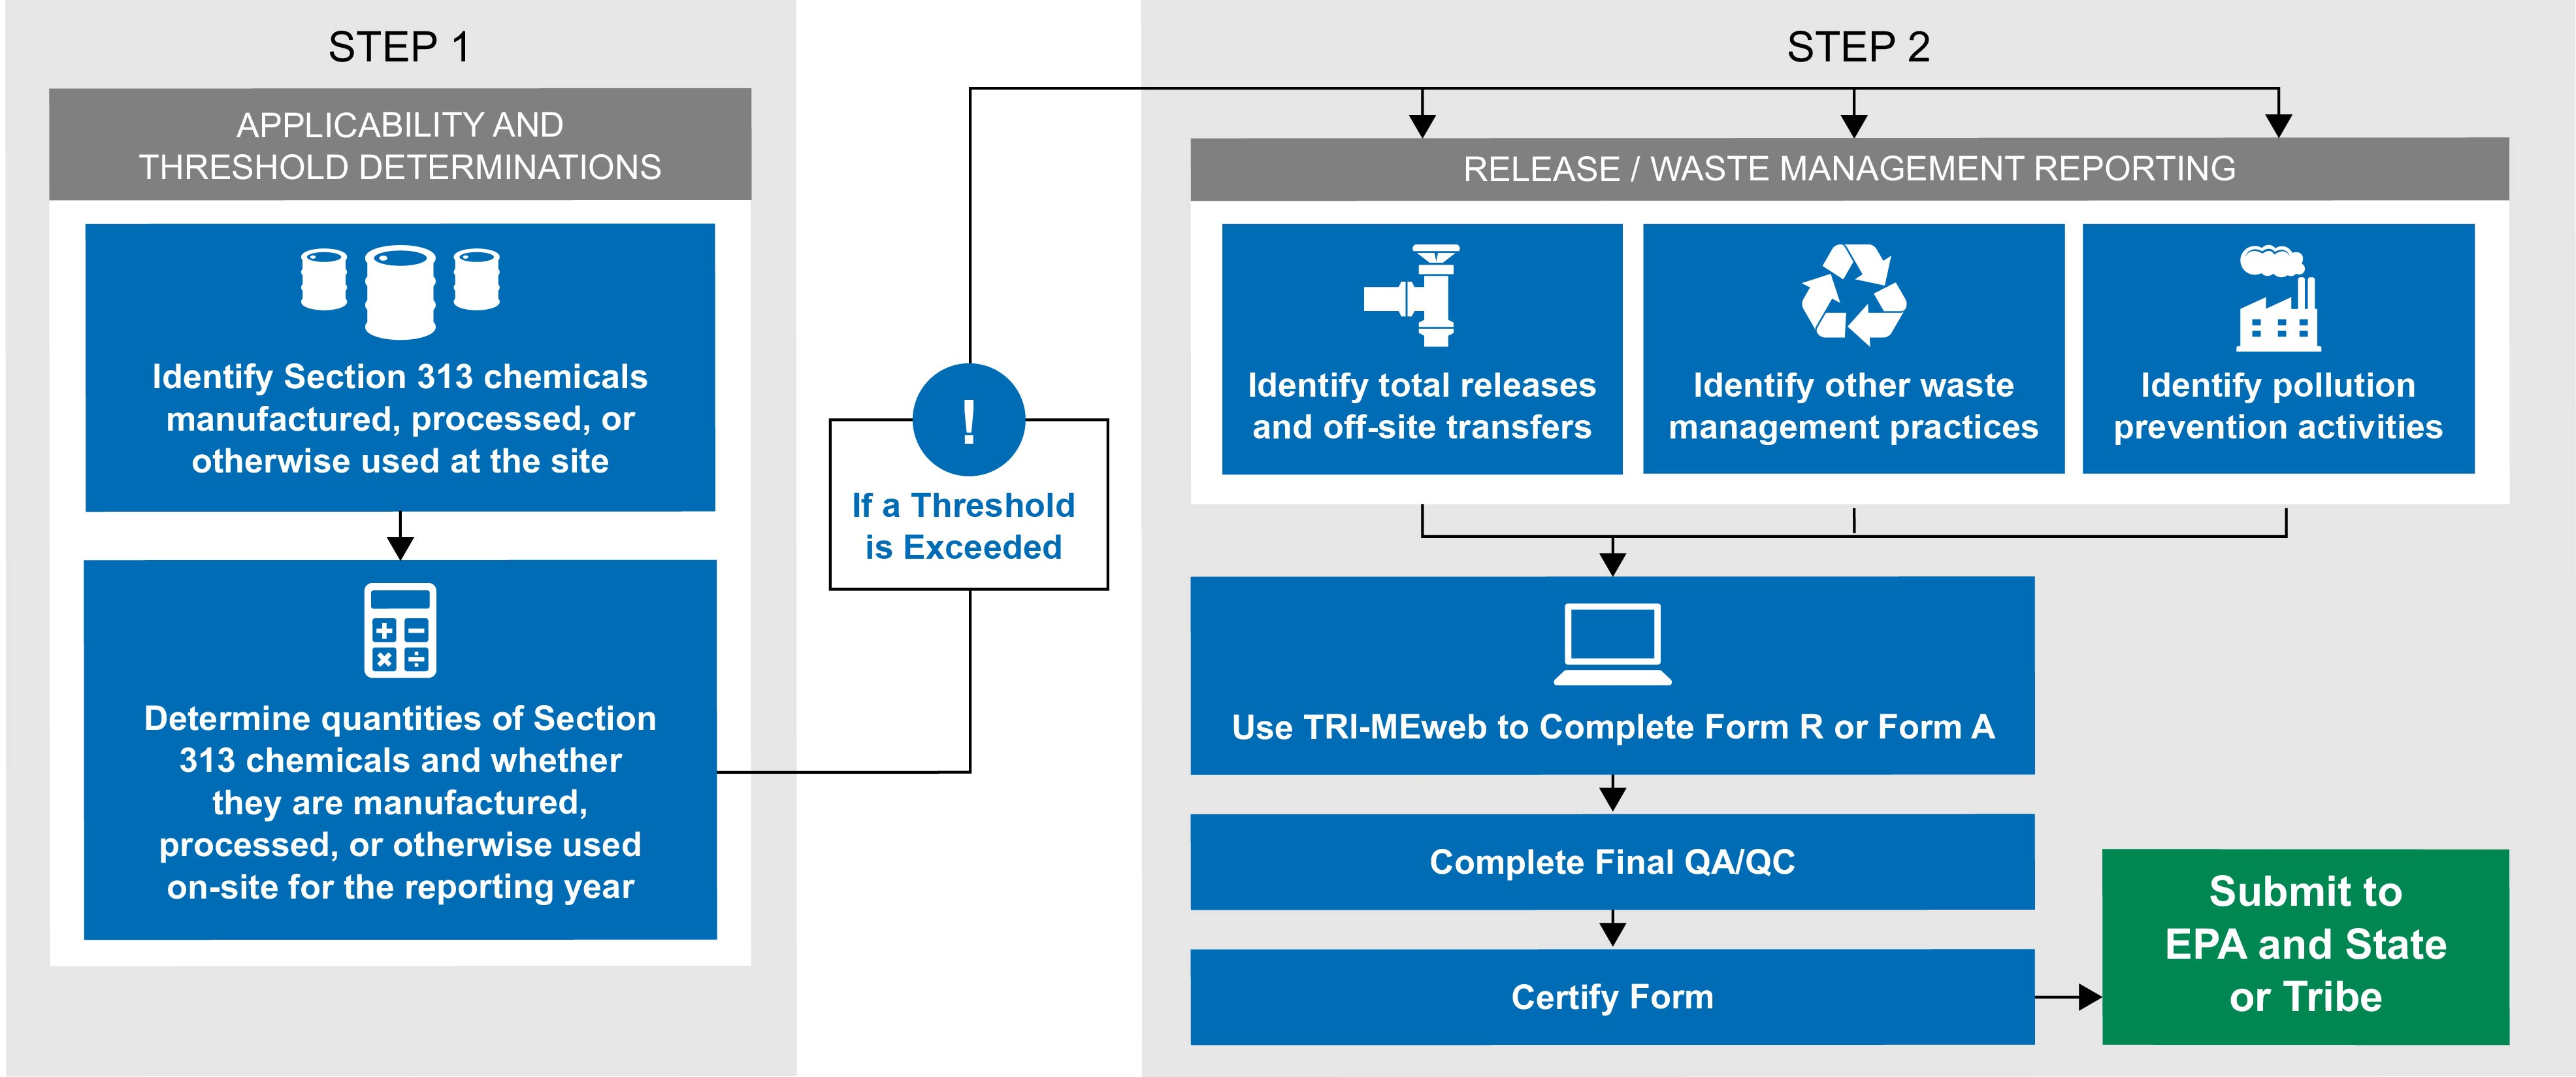 STEP 1
APPLICABILITY AND
THRESHOLD DETERMINATIONS
Identify Section 313 chemicals
manufactured, processed, or
otherwise used at the site
Determine quantities of Section
313 chemicals and whether
they are manufactured,
processed, or otherwise used
on-site for the reporting year
!
If a Threshold
is Exceeded
STEP 2
RELEASE / WASTE MANAGEMENT REPORTING
Identify total releases
and off-site transfers
Identify other waste
management practices
Identify pollution
prevention activities
Use TRI-MEweb to Complete Form R or Form A
Complete Final QA/QC
Certify Form
Submit to
EPA and State
or Tribe